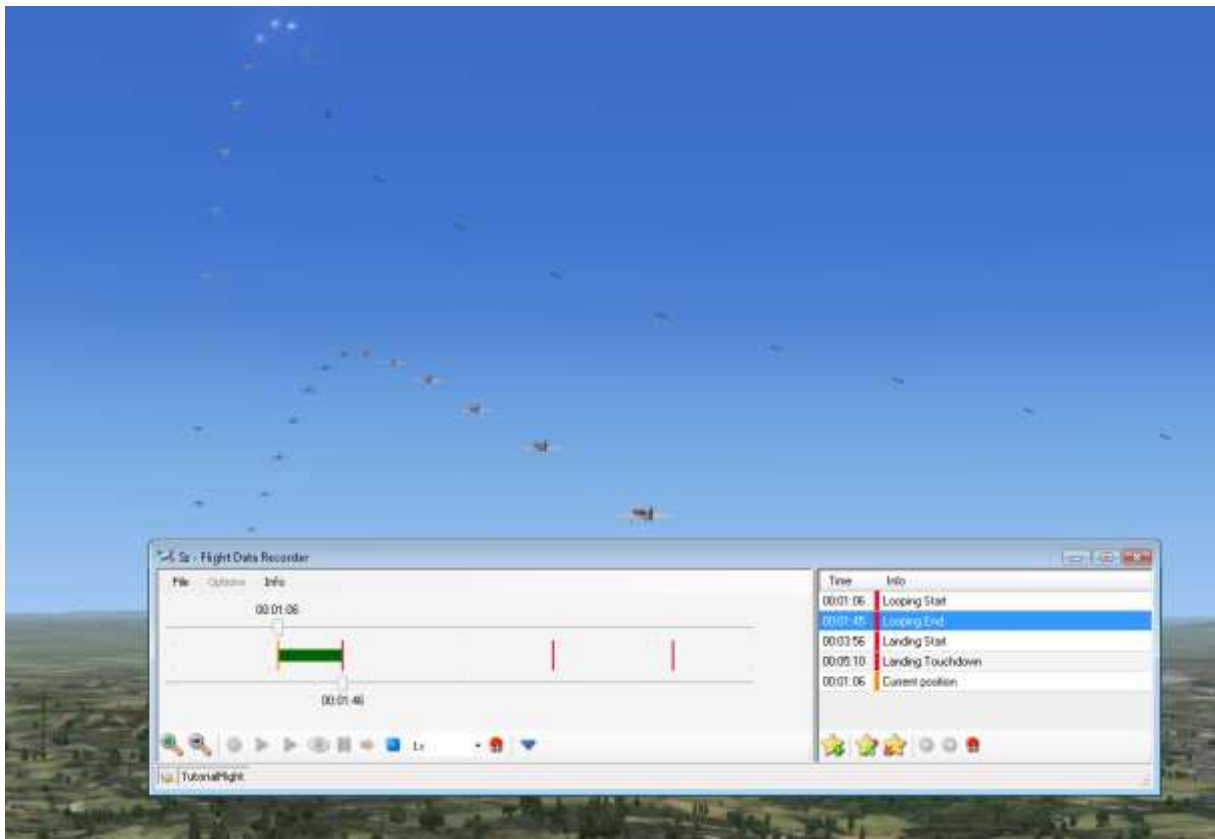 Sz - Flight Data Recorder
File Options Info
00:01:06
00:01:46
1x
TutorialFlight
Time Info
00:01:06 Looping Start
00:01:45 Looping End
00:03:56 Landing Start
00:05:10 Landing Touchdown
00:01:06 Current position